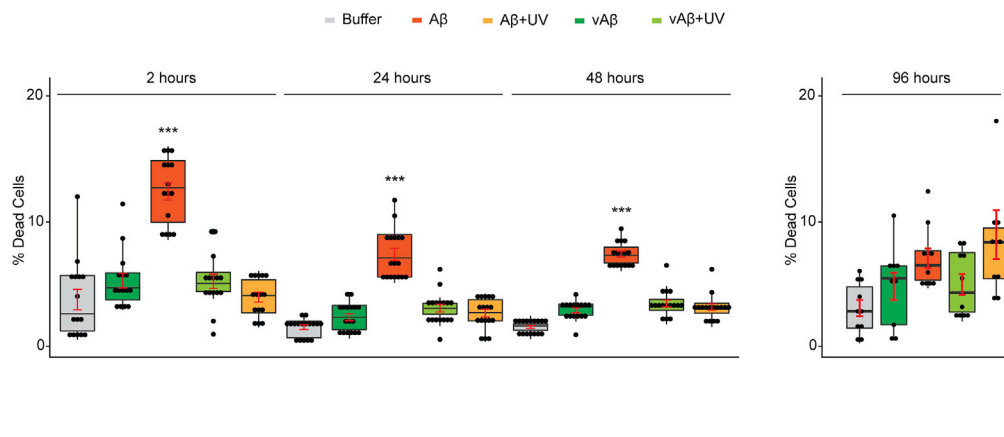 Buffer Aβ Aβ+UV vAβ vAβ+UV
2 hours 24 hours 48 hours 96 hours
20 20
***
***
***
% Dead Cells % Dead Cells
10 10
0 0